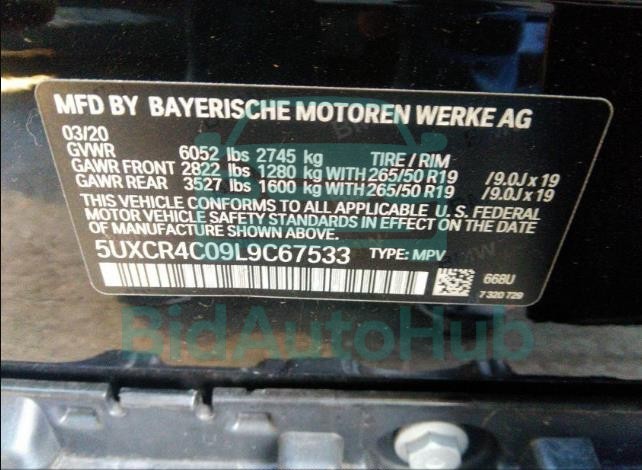 MFD BY BAYERISCHE MOTOREN WERKE AG
03/20
GVWR 6052 lbs 2745 kg TIRE / RIM
GAWR FRONT 2822 lbs 1280 kg WITH 265/50 R19 /9.0J x 19
GAWR REAR 3527 lbs 1600 kg WITH 265/50 R19 /9.0J x 19
THIS VEHICLE CONFORMS TO ALL APPLICABLE U. S. FEDERAL
MOTOR VEHICLE SAFETY STANDARDS IN EFFECT ON THE DATE
OF MANUFACTURE SHOWN ABOVE.
5UXCR4C09L9C67533 TYPE: MPV
668U
7 320 729
BidAutoHub